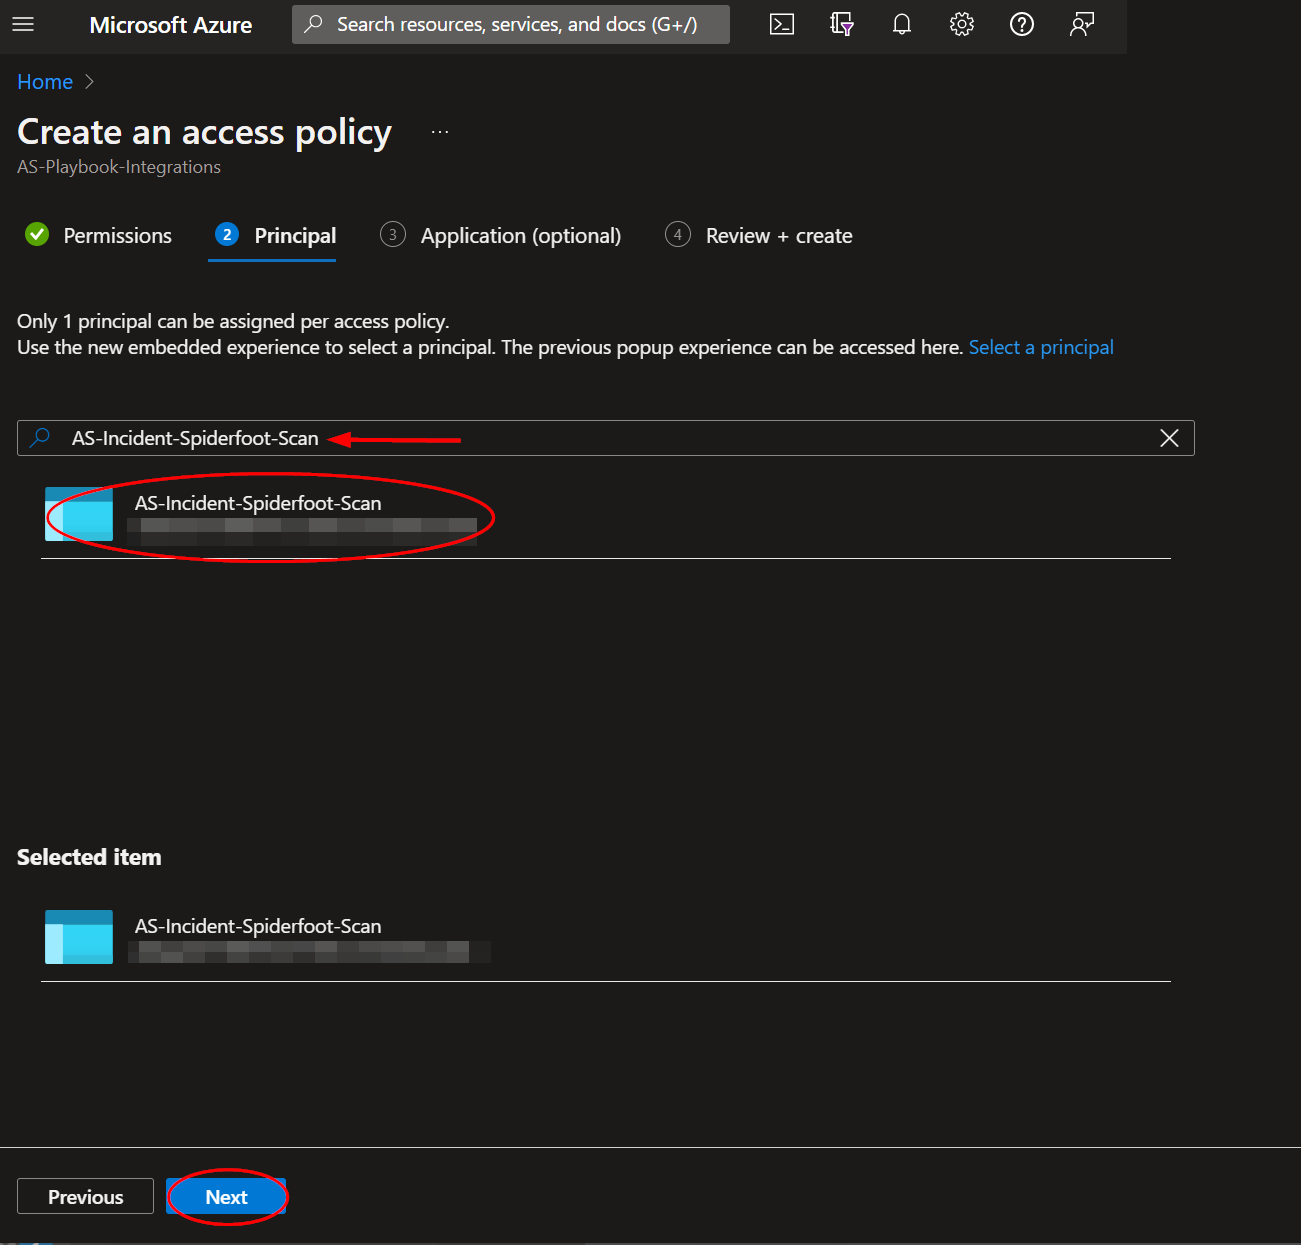 Microsoft Azure
Search resources, services, and docs (G+/)
Home
Create an access policy ...
AS-Playbook-Integrations
Permissions
2 Principal
3 Application (optional)
4 Review + create
Only 1 principal can be assigned per access policy.
Use the new embedded experience to select a principal. The previous popup experience can be accessed here. Select a principal
AS-Incident-Spiderfoot-Scan
AS-Incident-Spiderfoot-Scan
Selected item
AS-Incident-Spiderfoot-Scan
Previous
Next